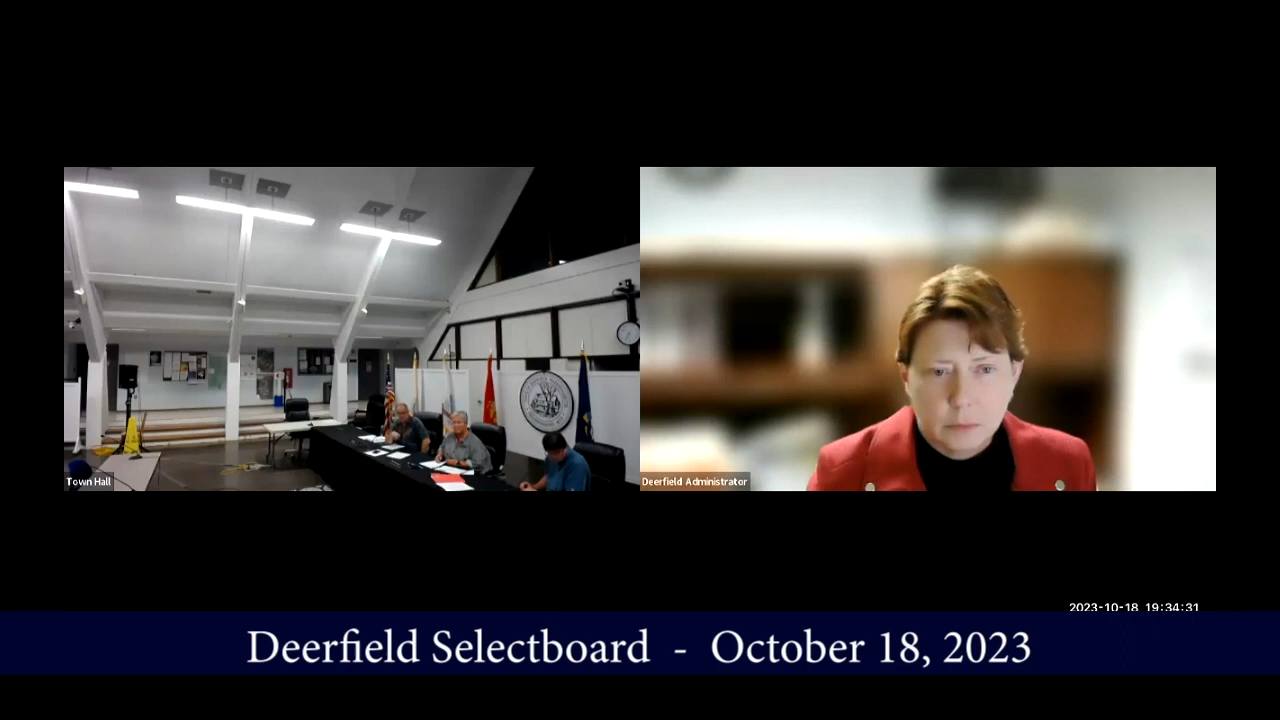 Town Hall
Deerfield Administrator
2023-10-18 19:34:31
Deerfield Selectboard - October 18, 2023